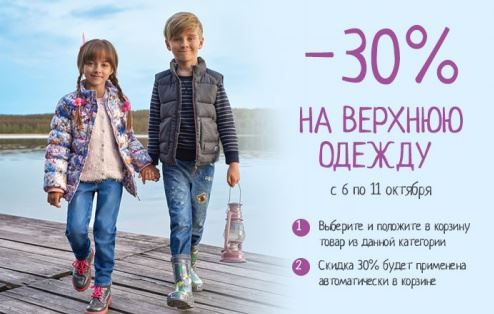 -30%
НА ВЕРХНЮЮ
ОДЕЖДУ
с 6 по 11 октября
1 Выберите и положите в корзину
товар из данной категории
2 Скидка 30% будет применена
автоматически в корзине